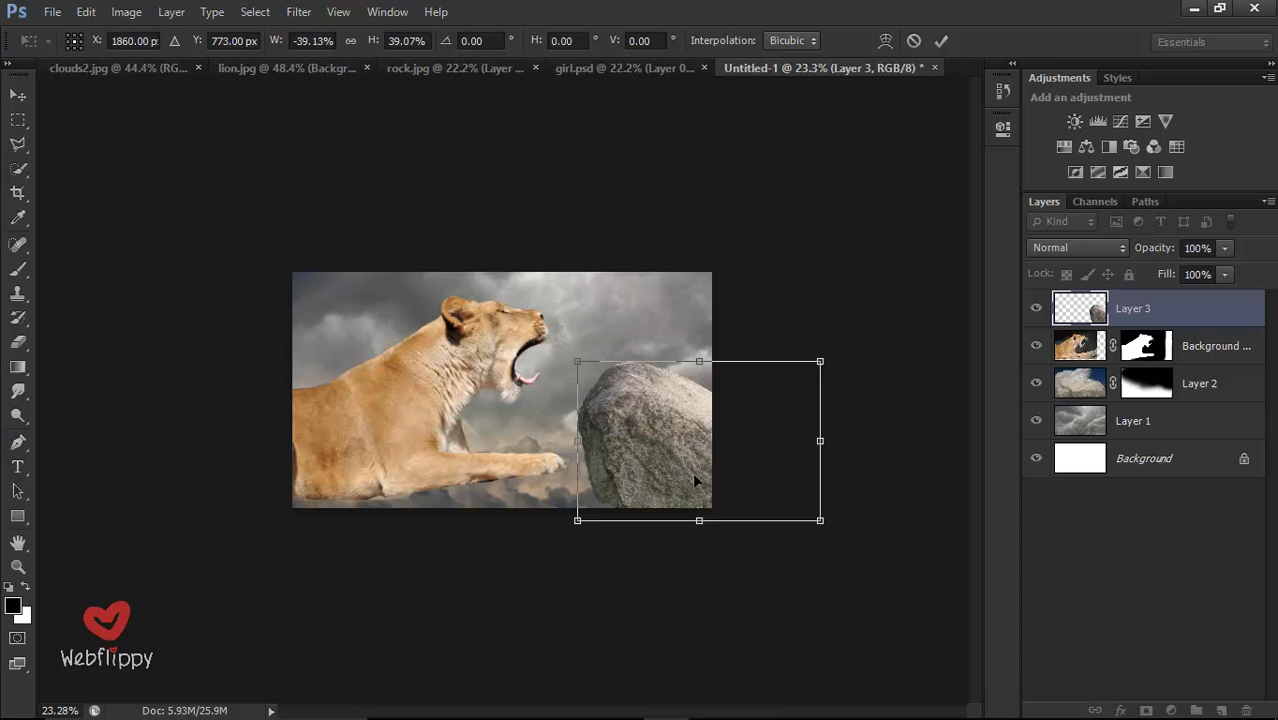 Ps File Edit Image Layer Type Select Filter View Window Help
X: 1860.00 p: Y: 773.00 px W: -39.13% H: 39.07% 0.00 ° H: 0.00 ° V: 0.00 ° Interpolation: Bicubic Essentials
clouds2.jpg @ 44.4% (RG... × lion.jpg @ 48.4% (Backgr... × rock.jpg @ 22.2% (Layer ... × girl.psd @ 22.2% (Layer 0... × Untitled-1 @ 23.3% (Layer 3, RGB/8) * ×
Adjustments Styles
Add an adjustment
Layers Channels Paths
Kind
Normal Opacity: 100%
Lock: Fill: 100%
Layer 3
Background ...
Layer 2
Layer 1
Background
Webflippy
23.28% Doc: 5.93M/25.9M